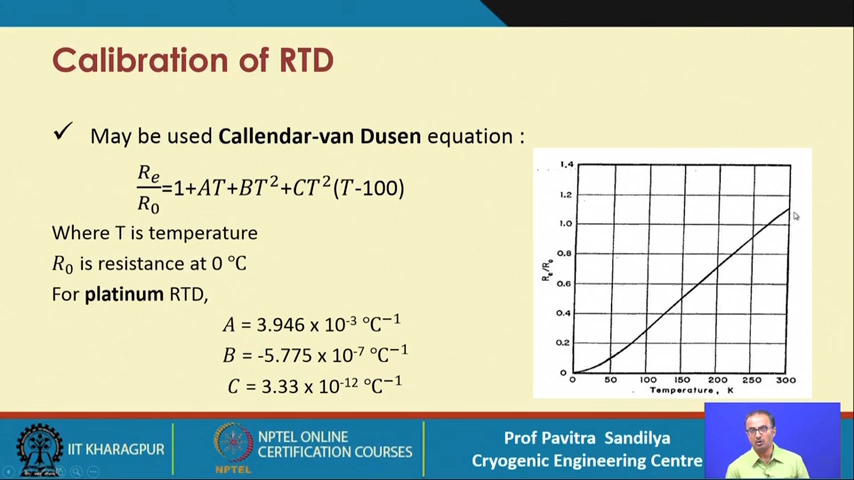 Calibration of RTD
✓ May be used Callendar-van Dusen equation :
Rₑ/R₀=1+AT+BT²+CT²(T-100)
Where T is temperature
R₀ is resistance at 0 °C
For platinum RTD,
A = 3.946 x 10⁻³ °C⁻¹
B = -5.775 x 10⁻⁷ °C⁻¹
C = 3.33 x 10⁻¹² °C⁻¹
1.4
1.2
1.0
0.8
0.6
0.4
0.2
0
Rₑ/R₀
0 50 100 150 200 250 300
Temperature, K
IIT KHARAGPUR
NPTEL
NPTEL ONLINE
CERTIFICATION COURSES
Prof Pavitra Sandilya
Cryogenic Engineering Centre